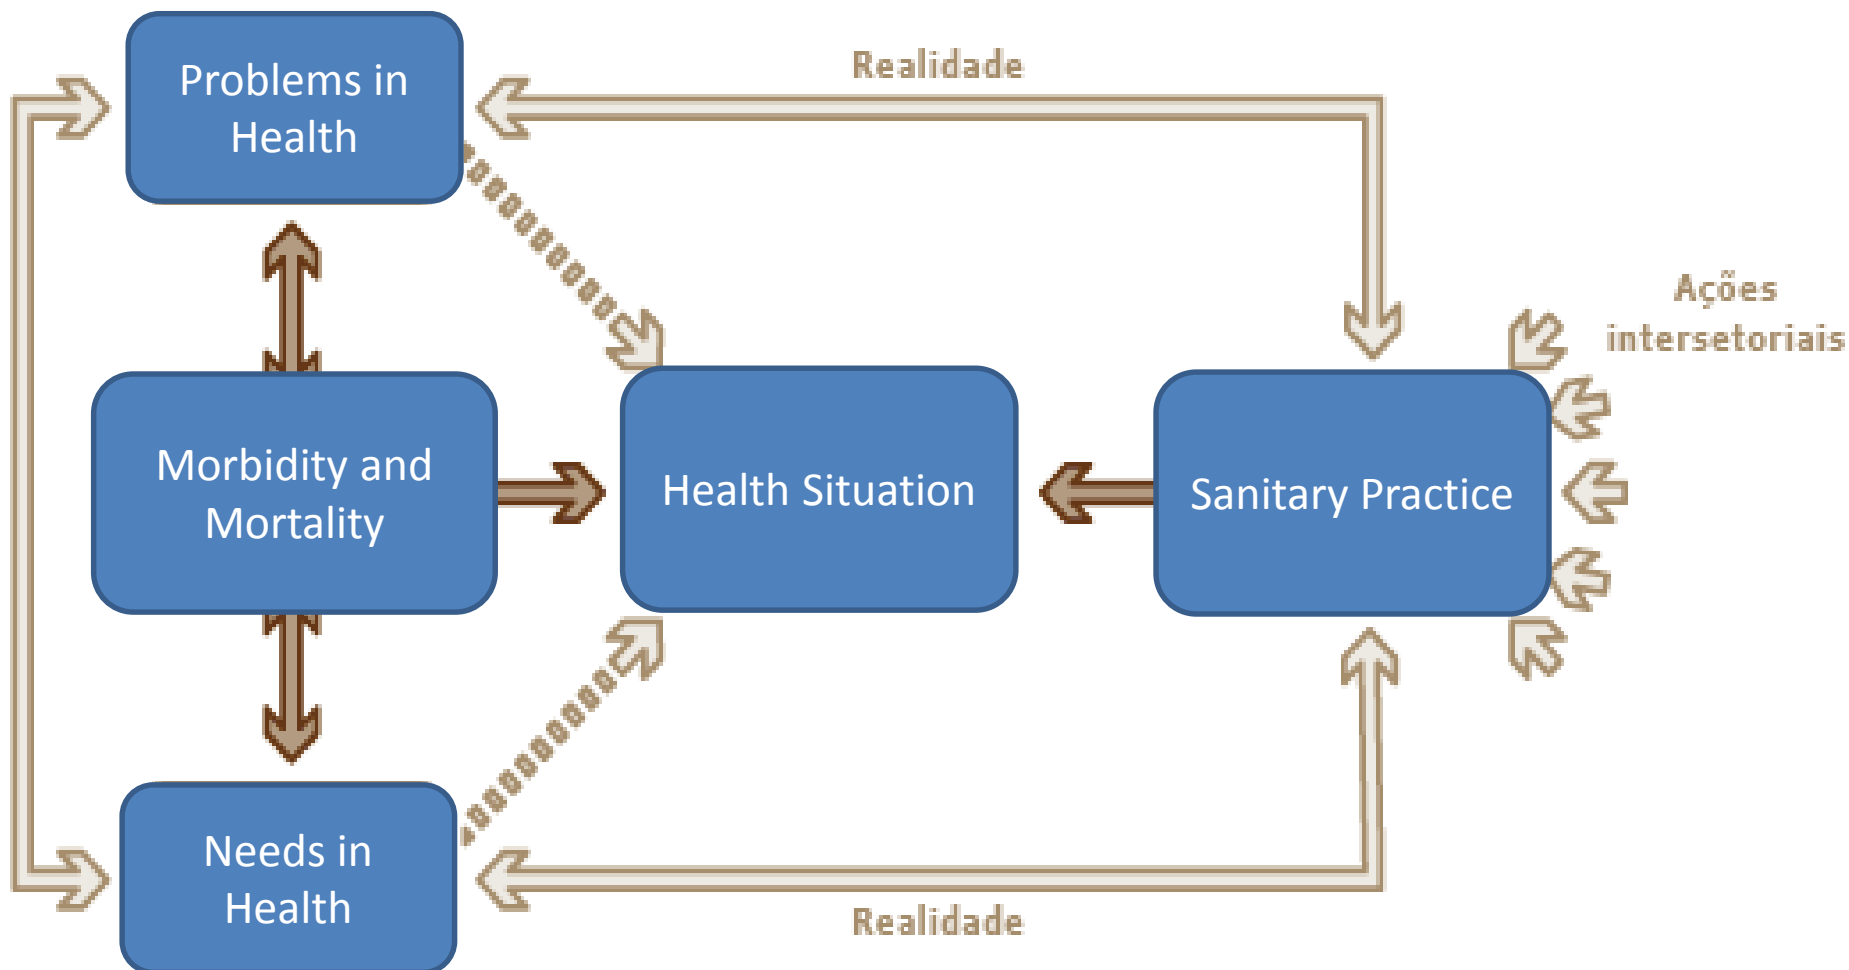 Problems in
Health
Realidade
Ações
intersetoriais
Morbidity and
Mortality
Health Situation
Sanitary Practice
Needs in
Health
Realidade